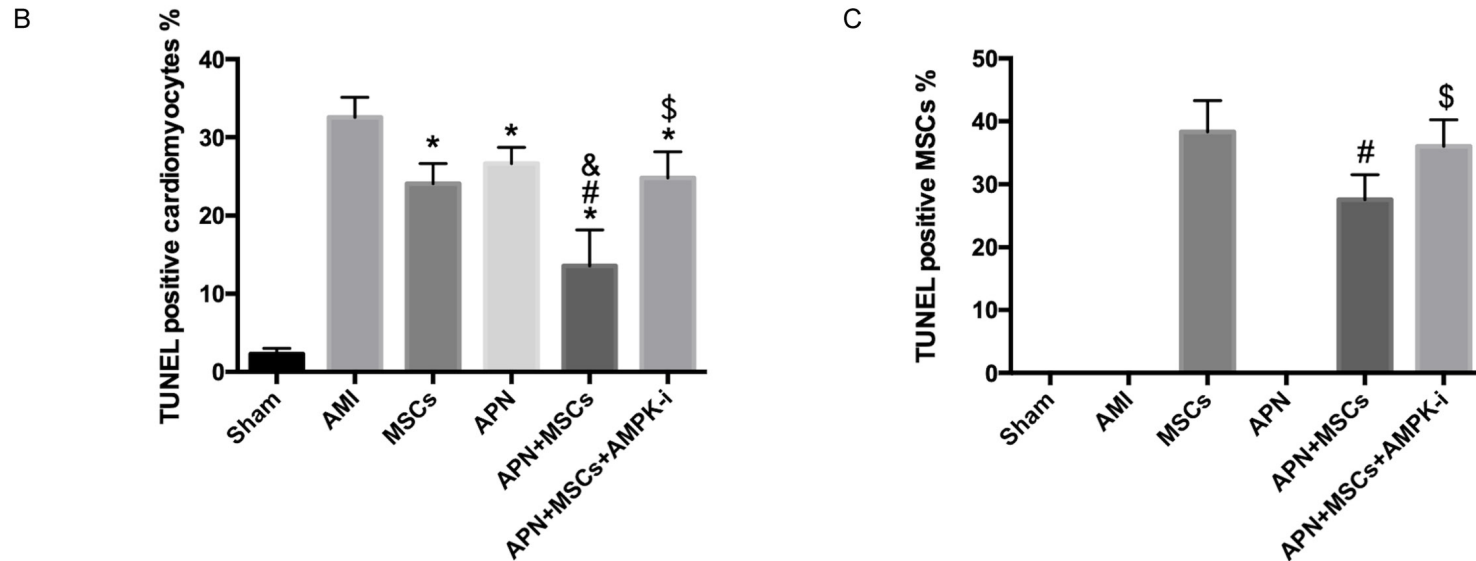 B
TUNEL positive cardiomyocytes %
40
30
20
10
0
*
*
&
#
*
$
*
Sham
AMI
MSCs
APN
APN+MSCs
APN+MSCs+AMPK-i
C
TUNEL positive MSCs %
50
40
30
20
10
0
#
$
Sham
AMI
MSCs
APN
APN+MSCs
APN+MSCs+AMPK-i